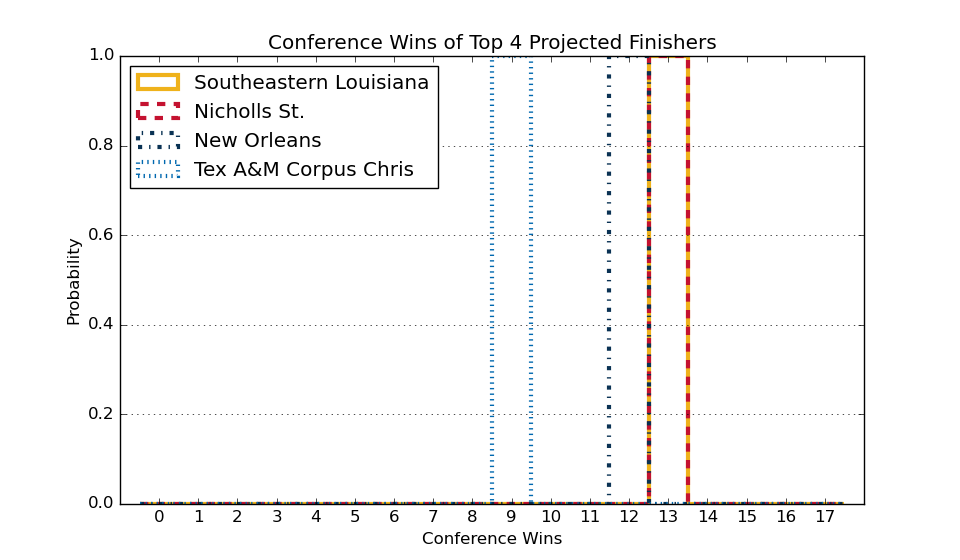 Conference Wins of Top 4 Projected Finishers
1.0
Southeastern Louisiana
Nicholls St.
New Orleans
Tex A&M Corpus Chris
0.8
0.6
0.4
0.2
0.0
Probability
0 1 2 3 4 5 6 7 8 9 10 11 12 13 14 15 16 17
Conference Wins